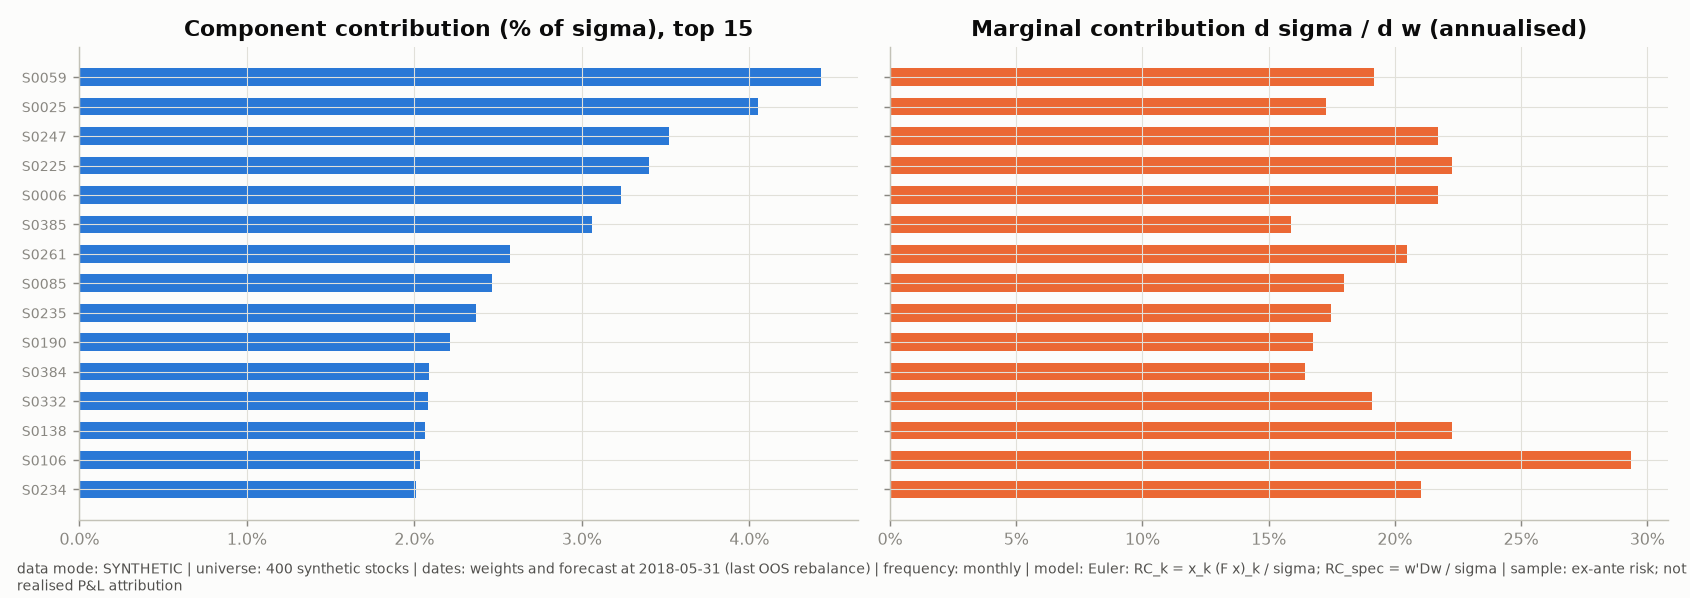 Component contribution (% of sigma), top 15
S0059
S0025
S0247
S0225
S0006
S0385
S0261
S0085
S0235
S0190
S0384
S0332
S0138
S0106
S0234
0.0% 1.0% 2.0% 3.0% 4.0%
Marginal contribution d sigma / d w (annualised)
0% 5% 10% 15% 20% 25% 30%
data mode: SYNTHETIC | universe: 400 synthetic stocks | dates: weights and forecast at 2018-05-31 (last OOS rebalance) | frequency: monthly | model: Euler: RC_k = x_k (F x)_k / sigma; RC_spec = w'Dw / sigma | sample: ex-ante risk; not
realised P&L attribution